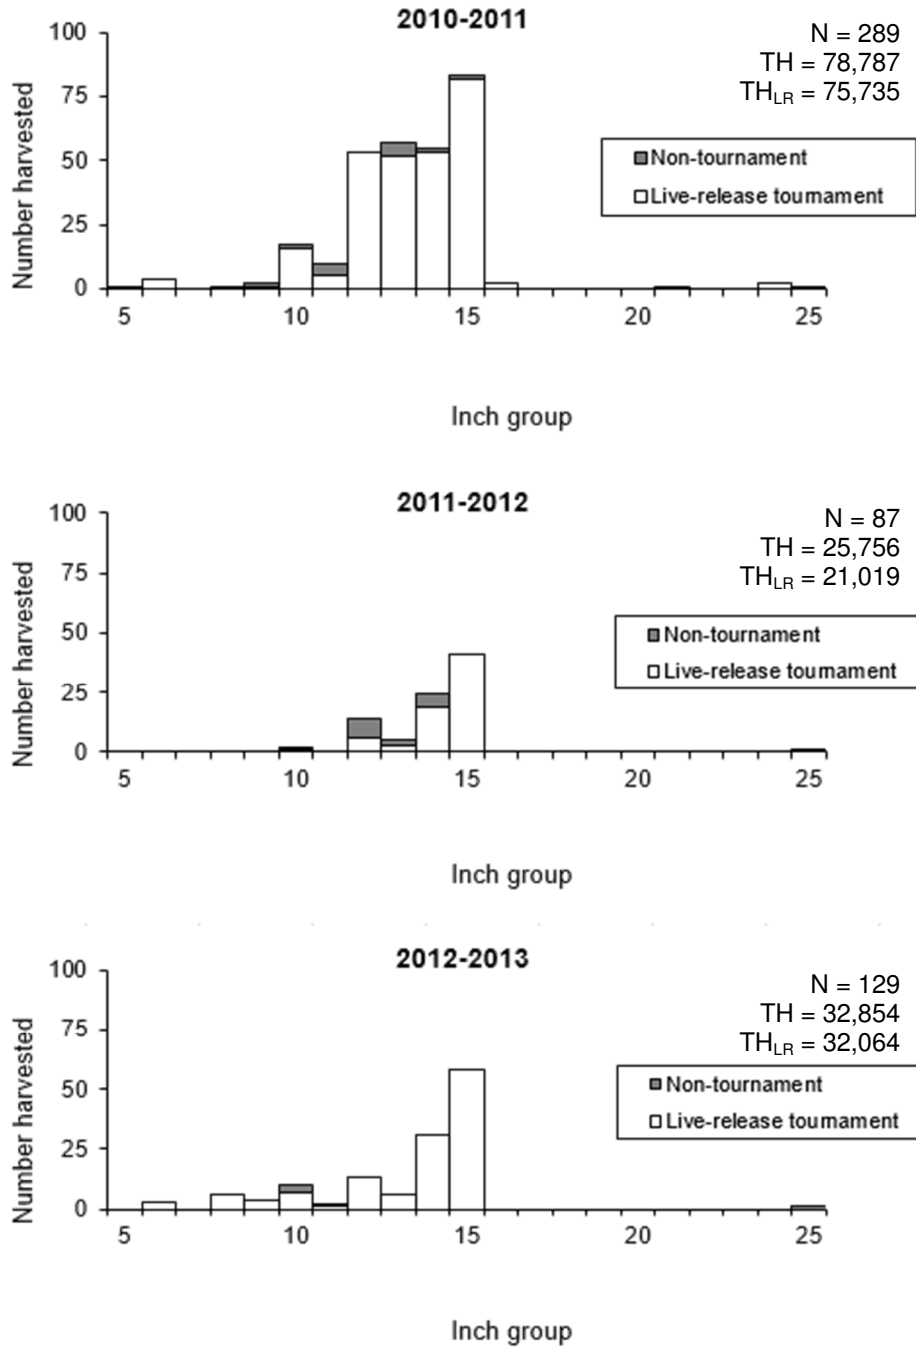 2010-2011
N = 289
TH = 78,787
TH_LR = 75,735
Number harvested
100
75
50
25
0
Non-tournament
Live-release tournament
5 10 15 20 25
Inch group
2011-2012
N = 87
TH = 25,756
TH_LR = 21,019
Number harvested
100
75
50
25
0
Non-tournament
Live-release tournament
5 10 15 20 25
Inch group
2012-2013
N = 129
TH = 32,854
TH_LR = 32,064
Number harvested
100
75
50
25
0
Non-tournament
Live-release tournament
5 10 15 20 25
Inch group